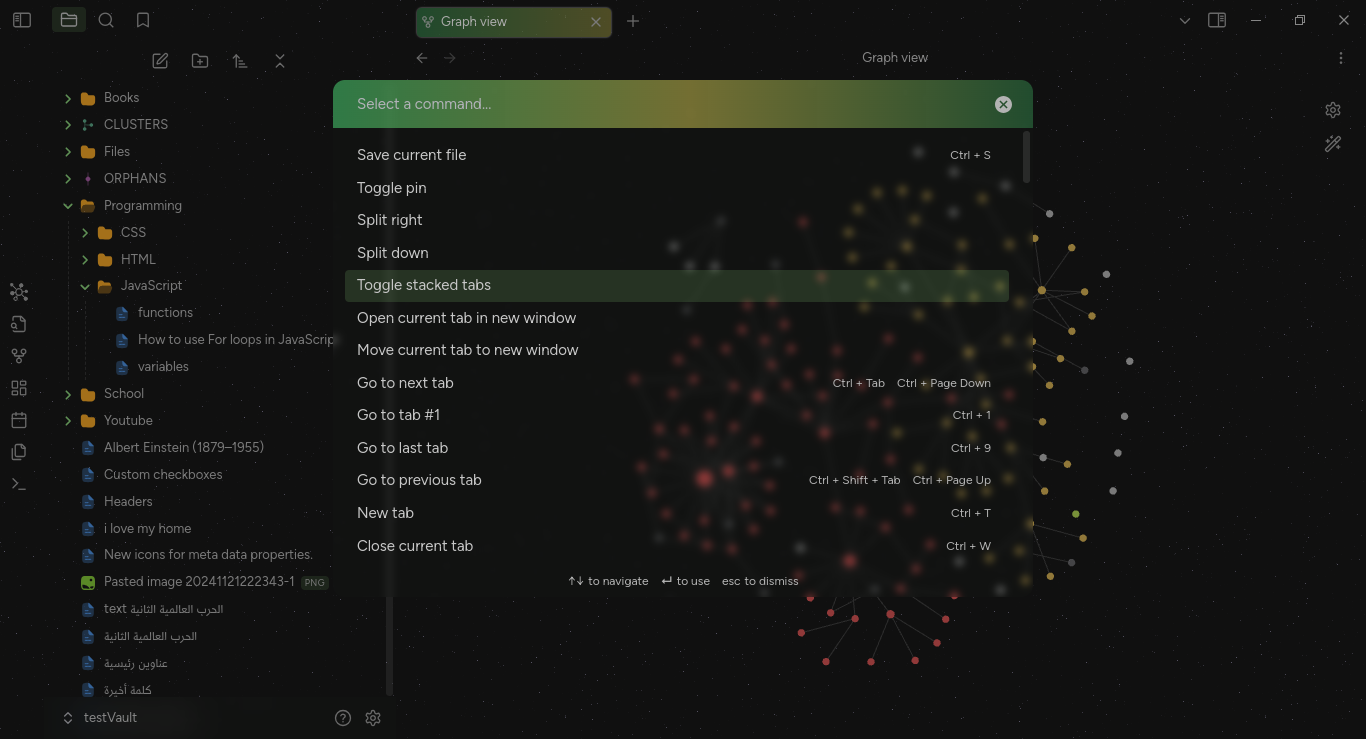 Graph view
Graph view
Books
CLUSTERS
Files
ORPHANS
Programming
CSS
HTML
JavaScript
functions
How to use For loops in JavaScrip
variables
School
Youtube
Albert Einstein (1879–1955)
Custom checkboxes
Headers
i love my home
New icons for meta data properties.
Pasted image 20241121222343-1 PNG
text الحرب العالمية الثانية
الحرب العالمية الثانية
عناوين رئيسية
كلمة أخيرة
testVault
Select a command...
Save current file Ctrl + S
Toggle pin
Split right
Split down
Toggle stacked tabs
Open current tab in new window
Move current tab to new window
Go to next tab Ctrl + Tab Ctrl + Page Down
Go to tab #1 Ctrl + 1
Go to last tab Ctrl + 9
Go to previous tab Ctrl + Shift + Tab Ctrl + Page Up
New tab Ctrl + T
Close current tab Ctrl + W
↑↓ to navigate ↵ to use esc to dismiss